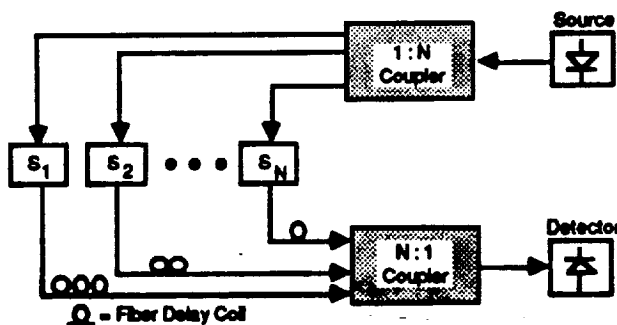 Source
1 : N
Coupler
S1
S2
SN
N : 1
Coupler
Detector
= Fiber Delay Coil